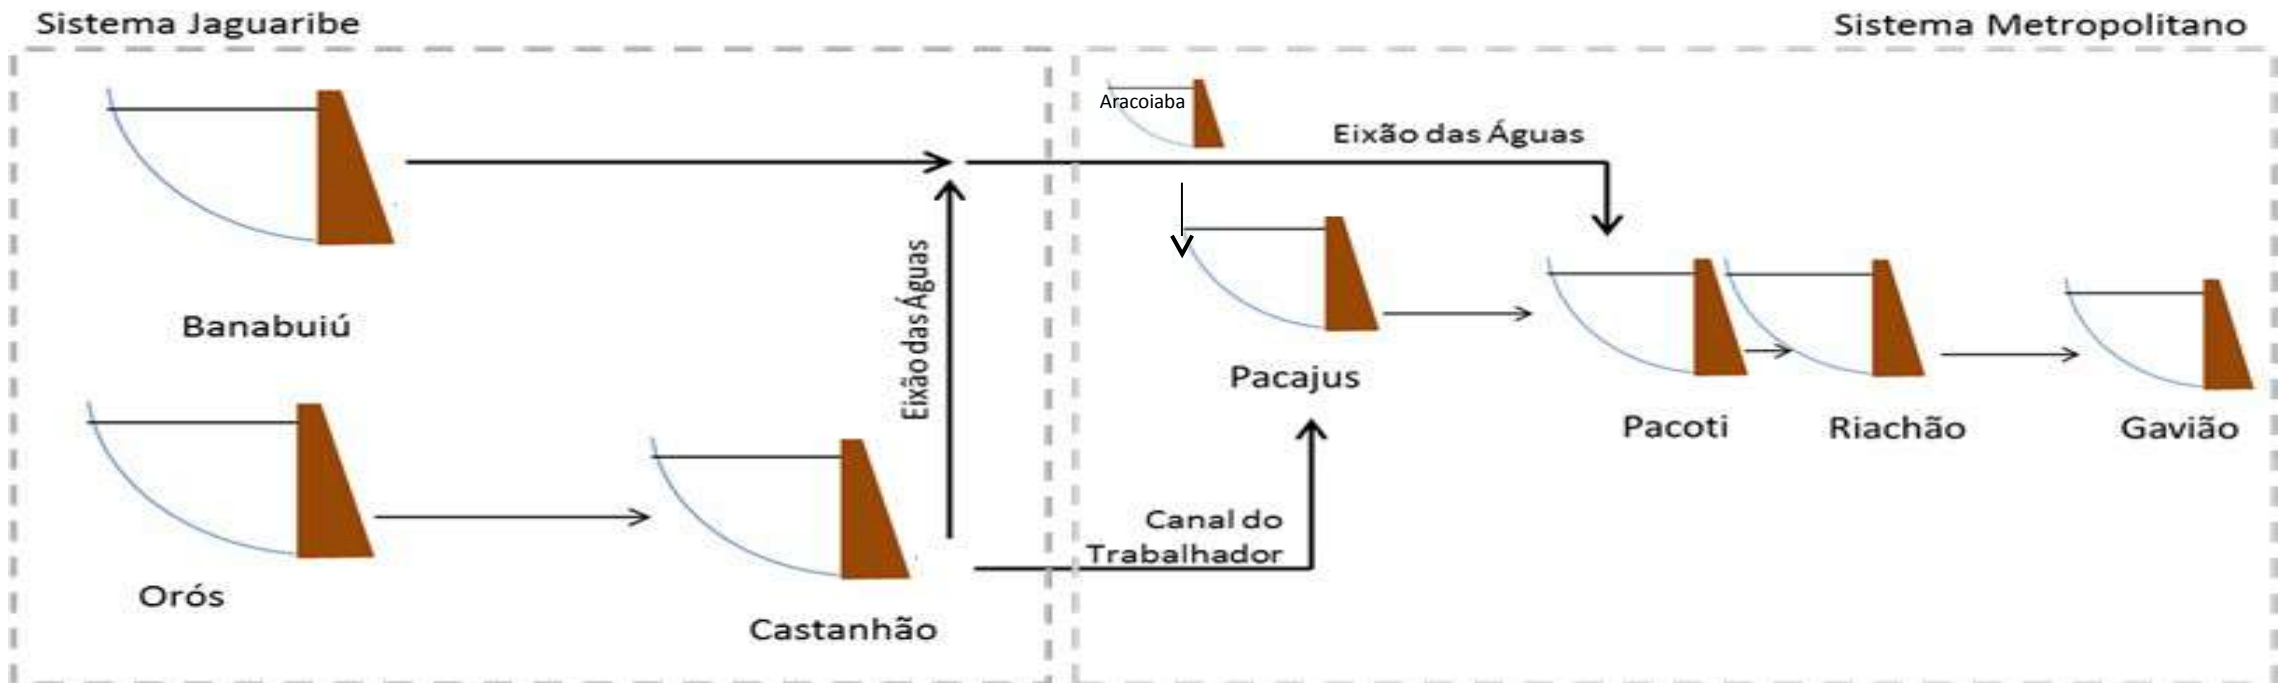 Sistema Jaguaribe
Sistema Metropolitano
Aracoiaba
Eixão das Águas
Banabuiú
Eixão das Águas
Pacajus
Pacoti
Riachão
Gavião
Canal do
Trabalhador
Orós
Castanhão